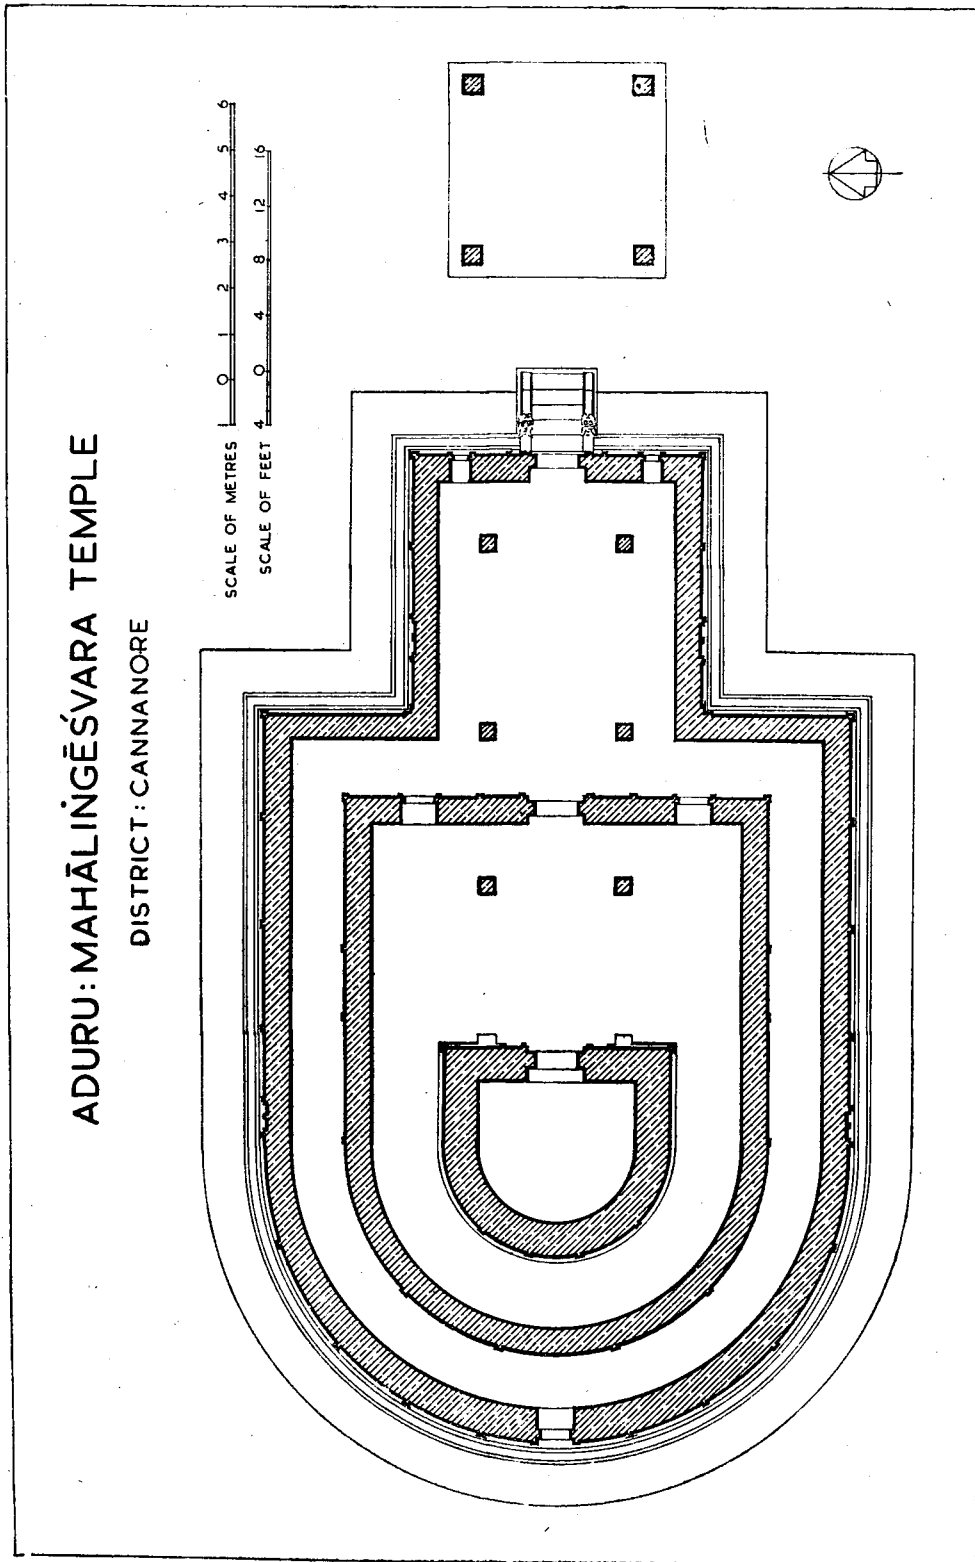 ADURU: MAHĀLIṄGĒŚVARA TEMPLE
DISTRICT: CANNANORE
SCALE OF METRES
1 0 1 2 3 4 5 6
SCALE OF FEET
4 0 4 8 12 16